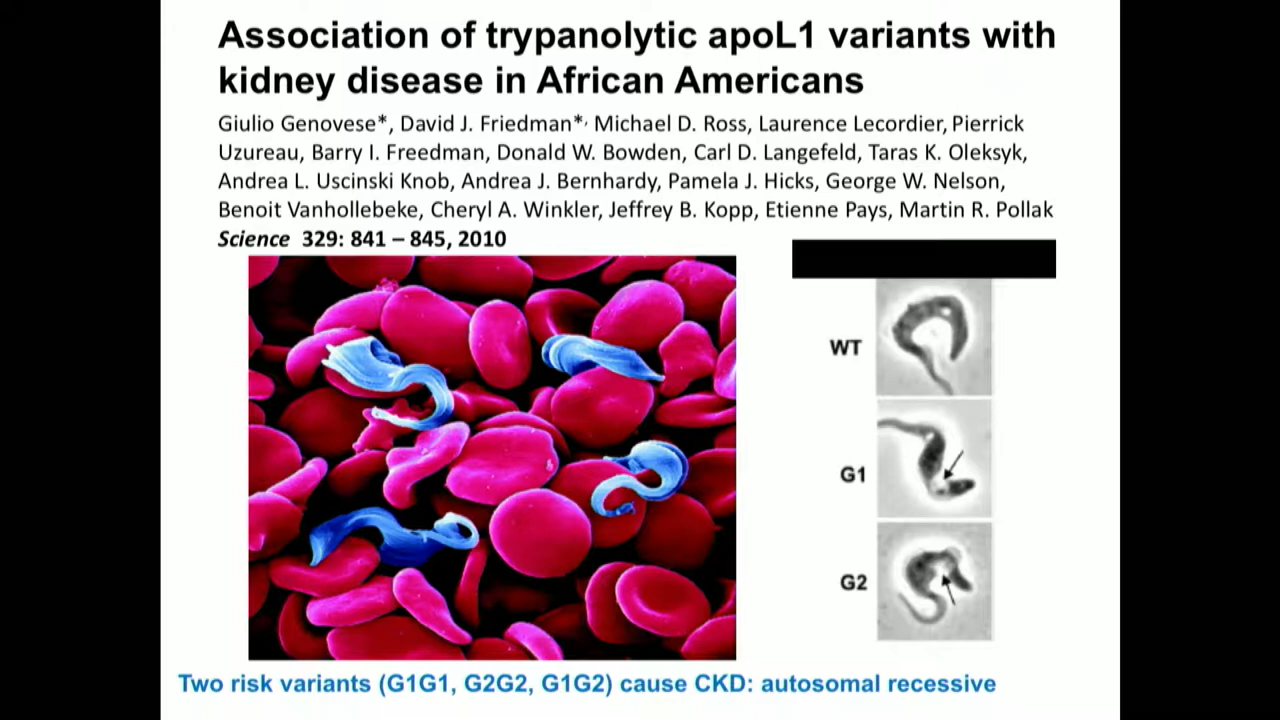 Association of trypanolytic apoL1 variants with
kidney disease in African Americans
Giulio Genovese*, David J. Friedman*, Michael D. Ross, Laurence Lecordier, Pierrick
Uzureau, Barry I. Freedman, Donald W. Bowden, Carl D. Langefeld, Taras K. Oleksyk,
Andrea L. Uscinski Knob, Andrea J. Bernhardy, Pamela J. Hicks, George W. Nelson,
Benoit Vanhollebeke, Cheryl A. Winkler, Jeffrey B. Kopp, Etienne Pays, Martin R. Pollak
Science 329: 841 – 845, 2010
WT
G1
G2
Two risk variants (G1G1, G2G2, G1G2) cause CKD: autosomal recessive